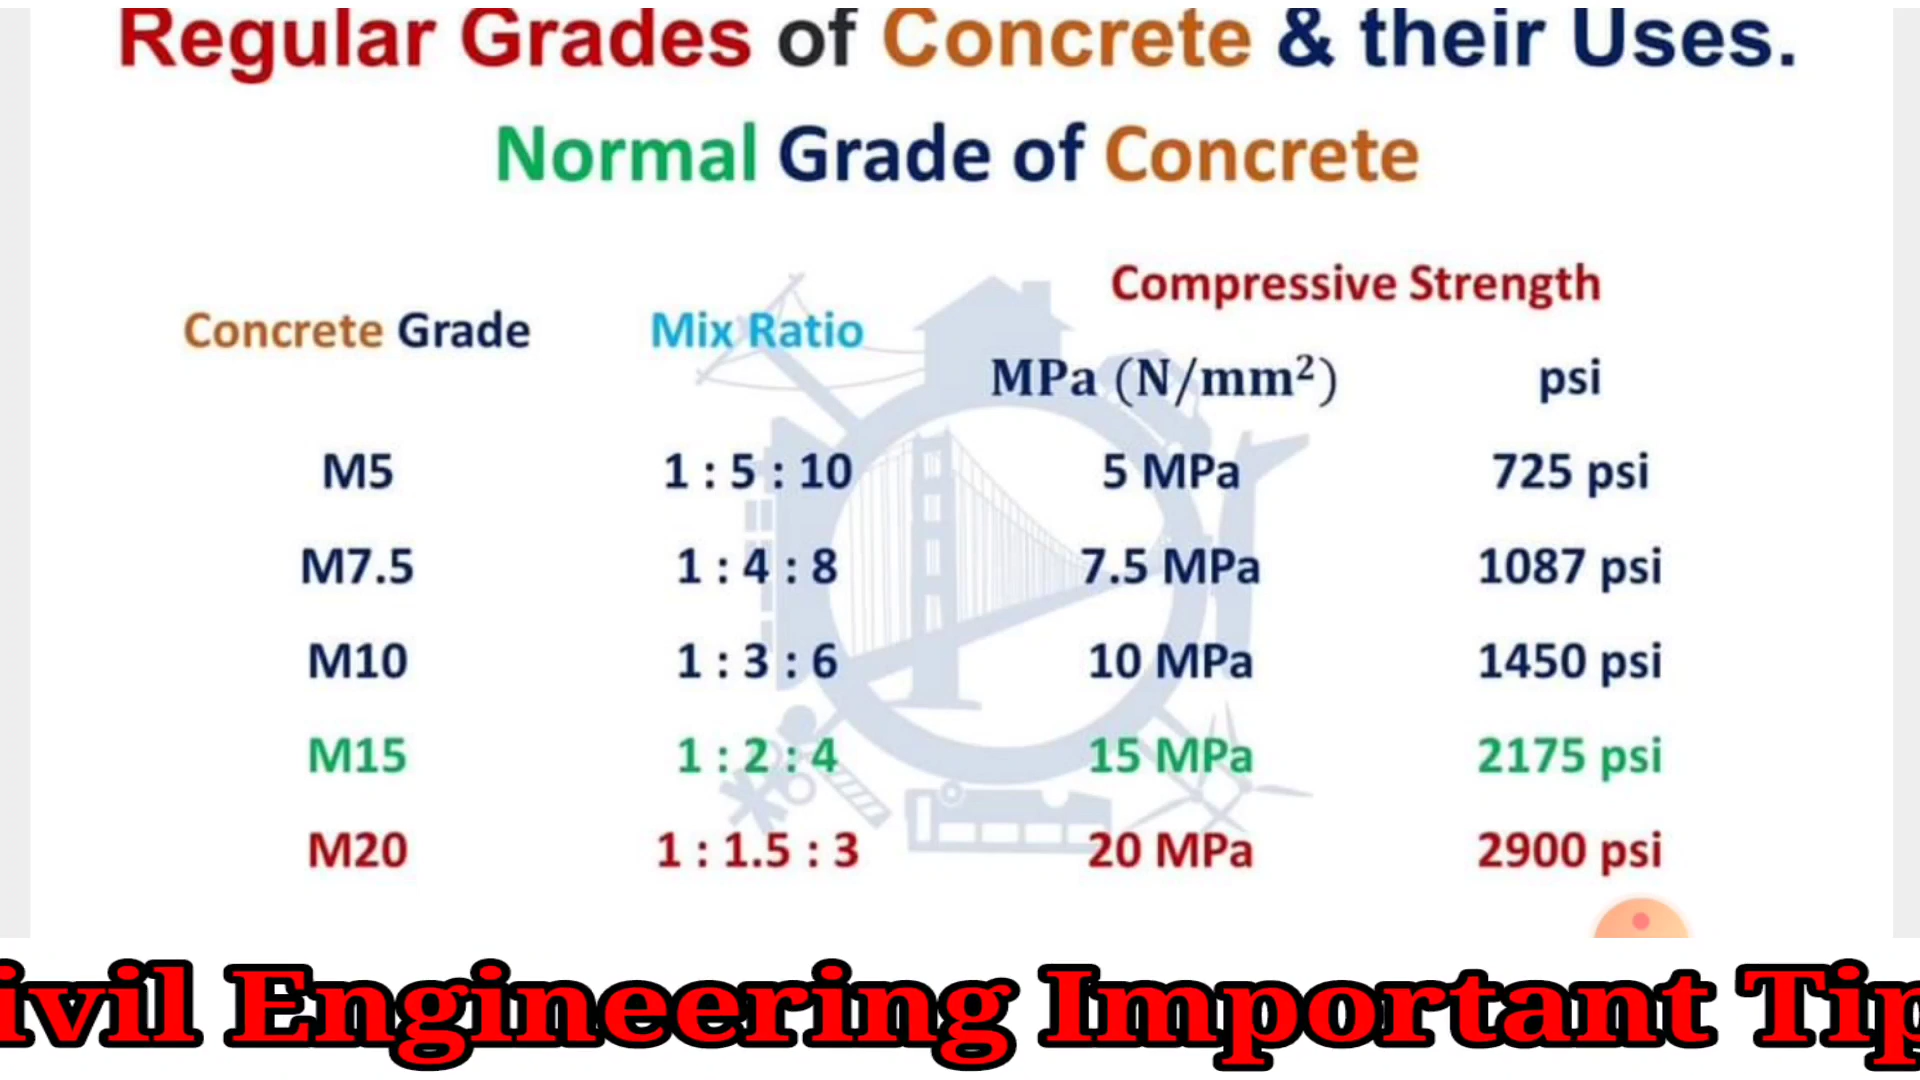 Regular Grades of Concrete & their Uses.
Normal Grade of Concrete
Compressive Strength
Concrete Grade Mix Ratio
MPa (N/mm²) psi
M5 1 : 5 : 10 5 MPa 725 psi
M7.5 1 : 4 : 8 7.5 MPa 1087 psi
M10 1 : 3 : 6 10 MPa 1450 psi
M15 1 : 2 : 4 15 MPa 2175 psi
M20 1 : 1.5 : 3 20 MPa 2900 psi
ivil Engineering Important Tip